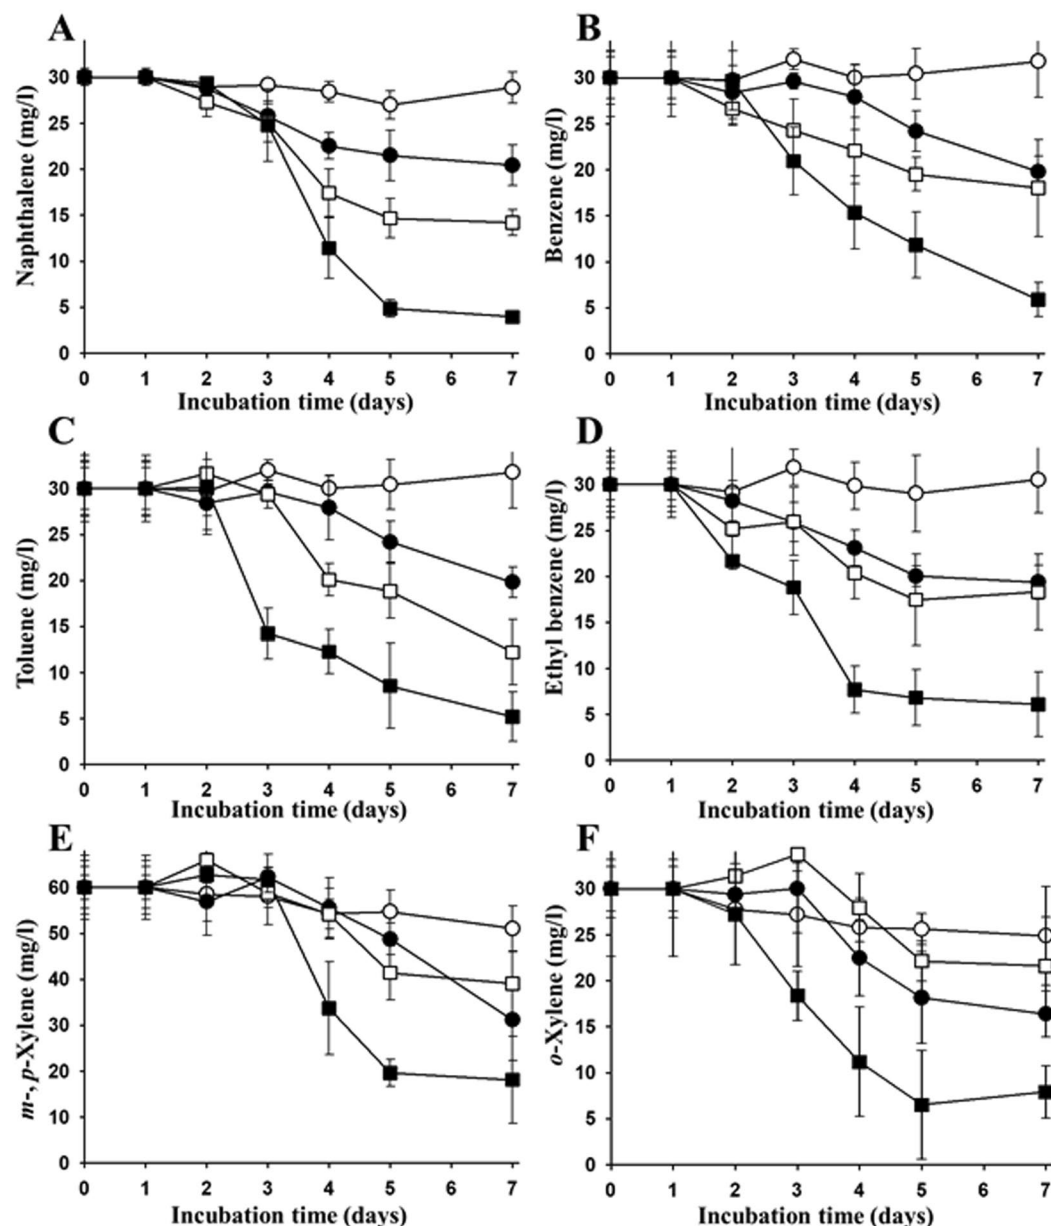 A
B
Naphthalene (mg/l)
30
25
20
15
10
5
0
0 1 2 3 4 5 6 7
Incubation time (days)
Benzene (mg/l)
30
25
20
15
10
5
0
0 1 2 3 4 5 6 7
Incubation time (days)
C
D
Toluene (mg/l)
30
25
20
15
10
5
0
0 1 2 3 4 5 6 7
Incubation time (days)
Ethyl benzene (mg/l)
30
25
20
15
10
5
0
0 1 2 3 4 5 6 7
Incubation time (days)
E
F
m-, p-Xylene (mg/l)
60
50
40
30
20
10
0
0 1 2 3 4 5 6 7
Incubation time (days)
o-Xylene (mg/l)
30
25
20
15
10
5
0
0 1 2 3 4 5 6 7
Incubation time (days)